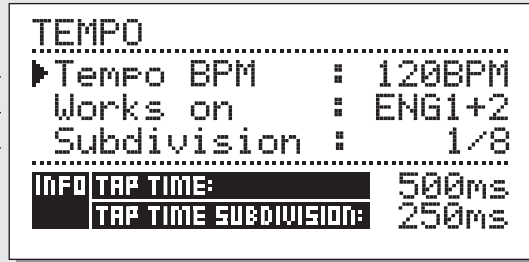 TEMPO
Tempo BPM : 120BPM
Works on : ENG1+2
Subdivision : 1/8
INFO TAP TIME: 500ms
TAP TIME SUBDIVISION: 250ms